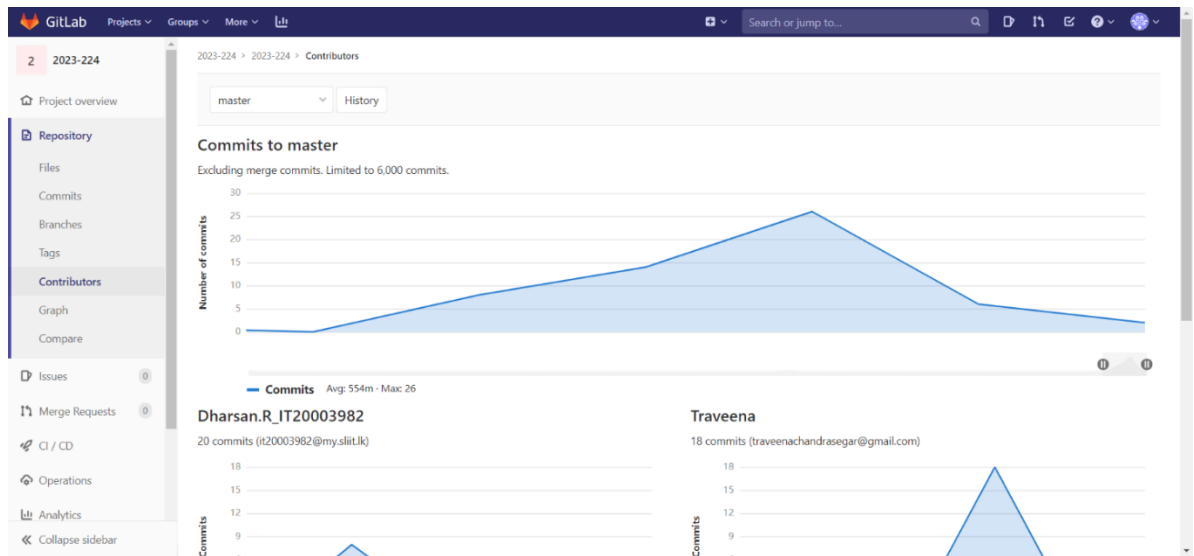 GitLab Projects Groups More Search or jump to...
2 2023-224
2023-224 > 2023-224 > Contributors
Project overview
Repository
Files
Commits
Branches
Tags
Contributors
Graph
Compare
Issues 0
Merge Requests 0
CI / CD
Operations
Analytics
Collapse sidebar
master History
Commits to master
Excluding merge commits. Limited to 6,000 commits.
Number of commits
30
25
20
15
10
5
0
Commits Avg: 554m · Max: 26
Dharsan.R_IT20003982
20 commits (it20003982@my.sliit.lk)
18
15
12
9
Commits
Traveena
18 commits (traveenachandrasegar@gmail.com)
18
15
12
9
Commits